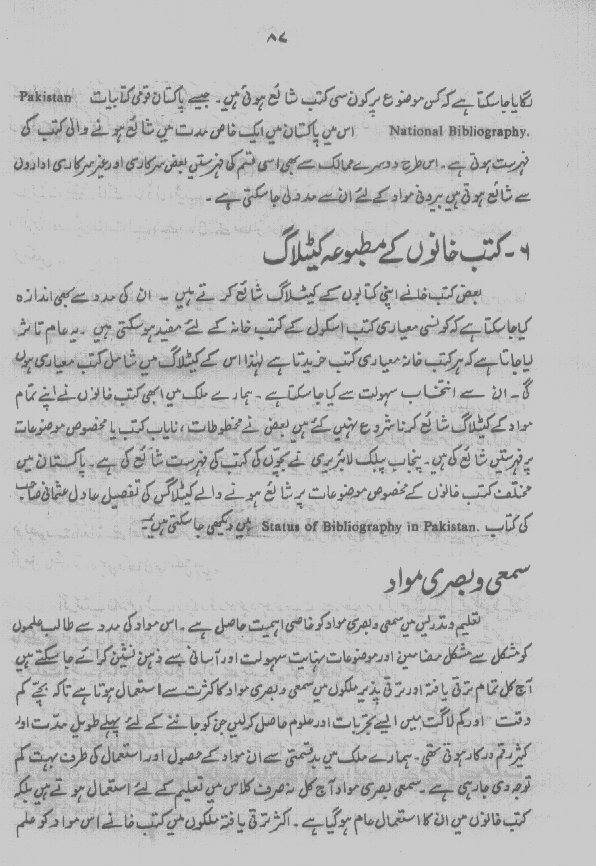 ۸۷
لگایا جاسکتا ہے کہ کس موضوع پر کون سی کتب شائع ہوئی ہیں۔ جیسے پاکستان قومی کتابیات Pakistan
National Bibliography. اس میں پاکستان میں ایک خاص مدت میں شائع ہونے والی کتب کی
فہرست ہوتی ہے۔ اس طرح دوسرے ممالک سے بھی اسی قسم کی فہرستیں بعض سرکاری اور غیر سرکاری اداروں
سے شائع ہوتی ہیں بیرونی مواد کے لئے ان سے مدد لی جاسکتی ہے۔
۶۔ کتب خانوں کے مطبوعہ کیٹلاگ
بعض کتب خانے اپنی کتابوں کے کیٹلاگ شائع کرتے ہیں۔ ان کی مدد سے بھی اندازہ
کیا جاسکتا ہے کہ کونسی معیاری کتب اسکول کے کتب خانہ کے لئے مفید ہوسکتی ہیں۔ یہ عام تاثر
لیا جاتا ہے کہ ہر کتب خانہ معیاری کتب خریدتا ہے لہٰذا اس کے کیٹلاگ میں شامل کتب معیاری ہوں
گی۔ ان سے انتخاب سہولت سے کیا جاسکتا ہے۔ ہمارے ملک میں ابھی کتب خانوں نے اپنے تمام
مواد کے کیٹلاگ شائع کرنا شروع نہیں کئے ہیں بعض نے مخطوطات، نایاب کتب یا مخصوص موضوعات
پر فہرستیں شائع کی ہیں۔ پنجاب پبلک لائبریری نے بچوں کی کتب کی فہرست شائع کی ہے۔ پاکستان میں
مختلف کتب خانوں کے مخصوص موضوعات پر شائع ہونے والے کیٹلاگس کی تفصیل عادل عثمانی صاحب
کی کتاب Status of Bibliography in Pakistan. میں دیکھی جاسکتی ہیں۔
سمعی و بصری مواد
تعلیم و تدریس میں سمعی و بصری مواد کو خاصی اہمیت حاصل ہے۔ اس مواد کی مدد سے طالب علموں
کو مشکل سے مشکل مضامین اور موضوعات نہایت سہولت اور آسانی سے ذہن نشین کرائے جاسکتے ہیں
آج کل تمام ترقی یافتہ اور ترقی پذیر ملکوں میں سمعی و بصری مواد کا کثرت سے استعمال ہوتا ہے تاکہ بچے کم
وقت اور کم لاگت میں ایسے تجربات اور علوم حاصل کرلیں جن کو جاننے کے لئے پہلے طویل مدت اور
کثیر رقم درکار ہوتی تھی۔ ہمارے ملک میں بدقسمتی سے ان مواد کے حصول اور استعمال کی طرف بہت کم
توجہ دی جارہی ہے۔ سمعی بصری مواد آج کل نہ صرف کلاس میں تعلیم کے لئے استعمال ہوتے ہیں بلکہ
کتب خانوں میں ان کا استعمال عام ہوگیا ہے۔ اکثر ترقی یافتہ ملکوں میں کتب خانے اس مواد کو علم